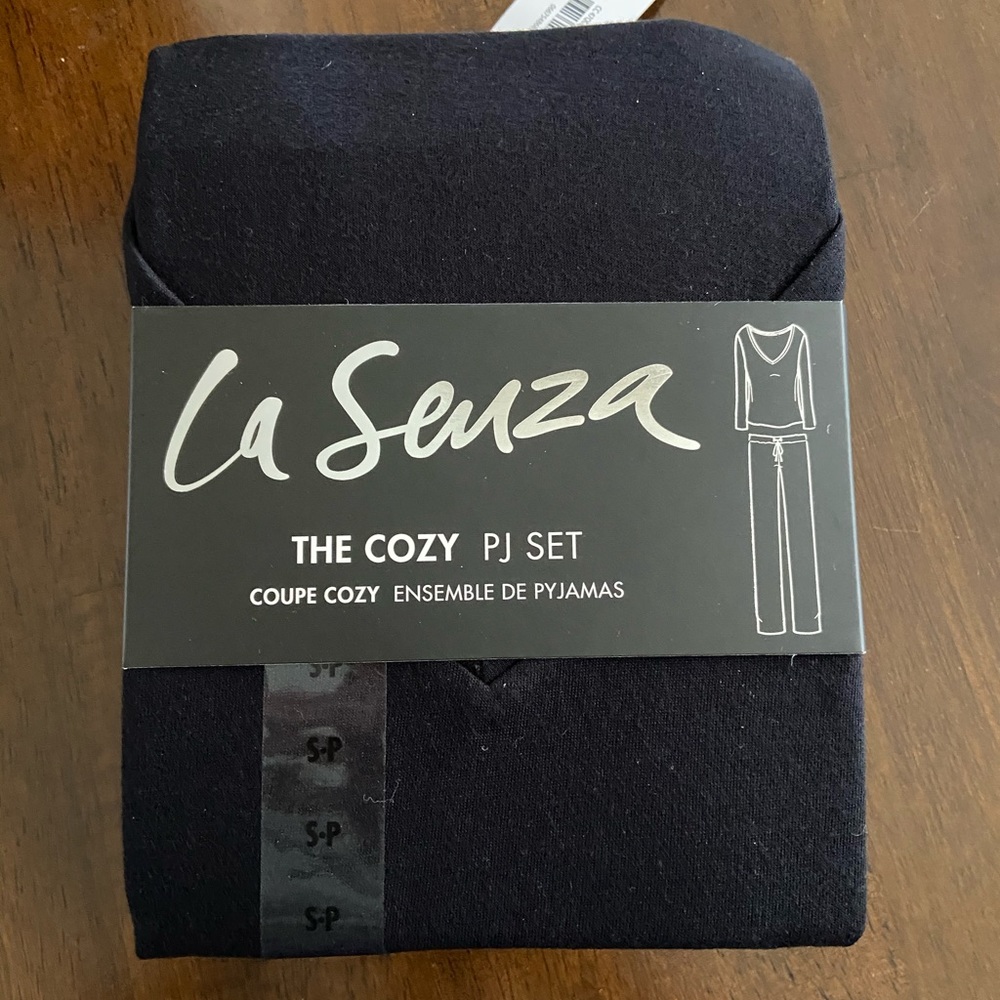 La Senza
THE COZY PJ SET
COUPE COZY ENSEMBLE DE PYJAMAS
S•P
S•P
S•P
S•P